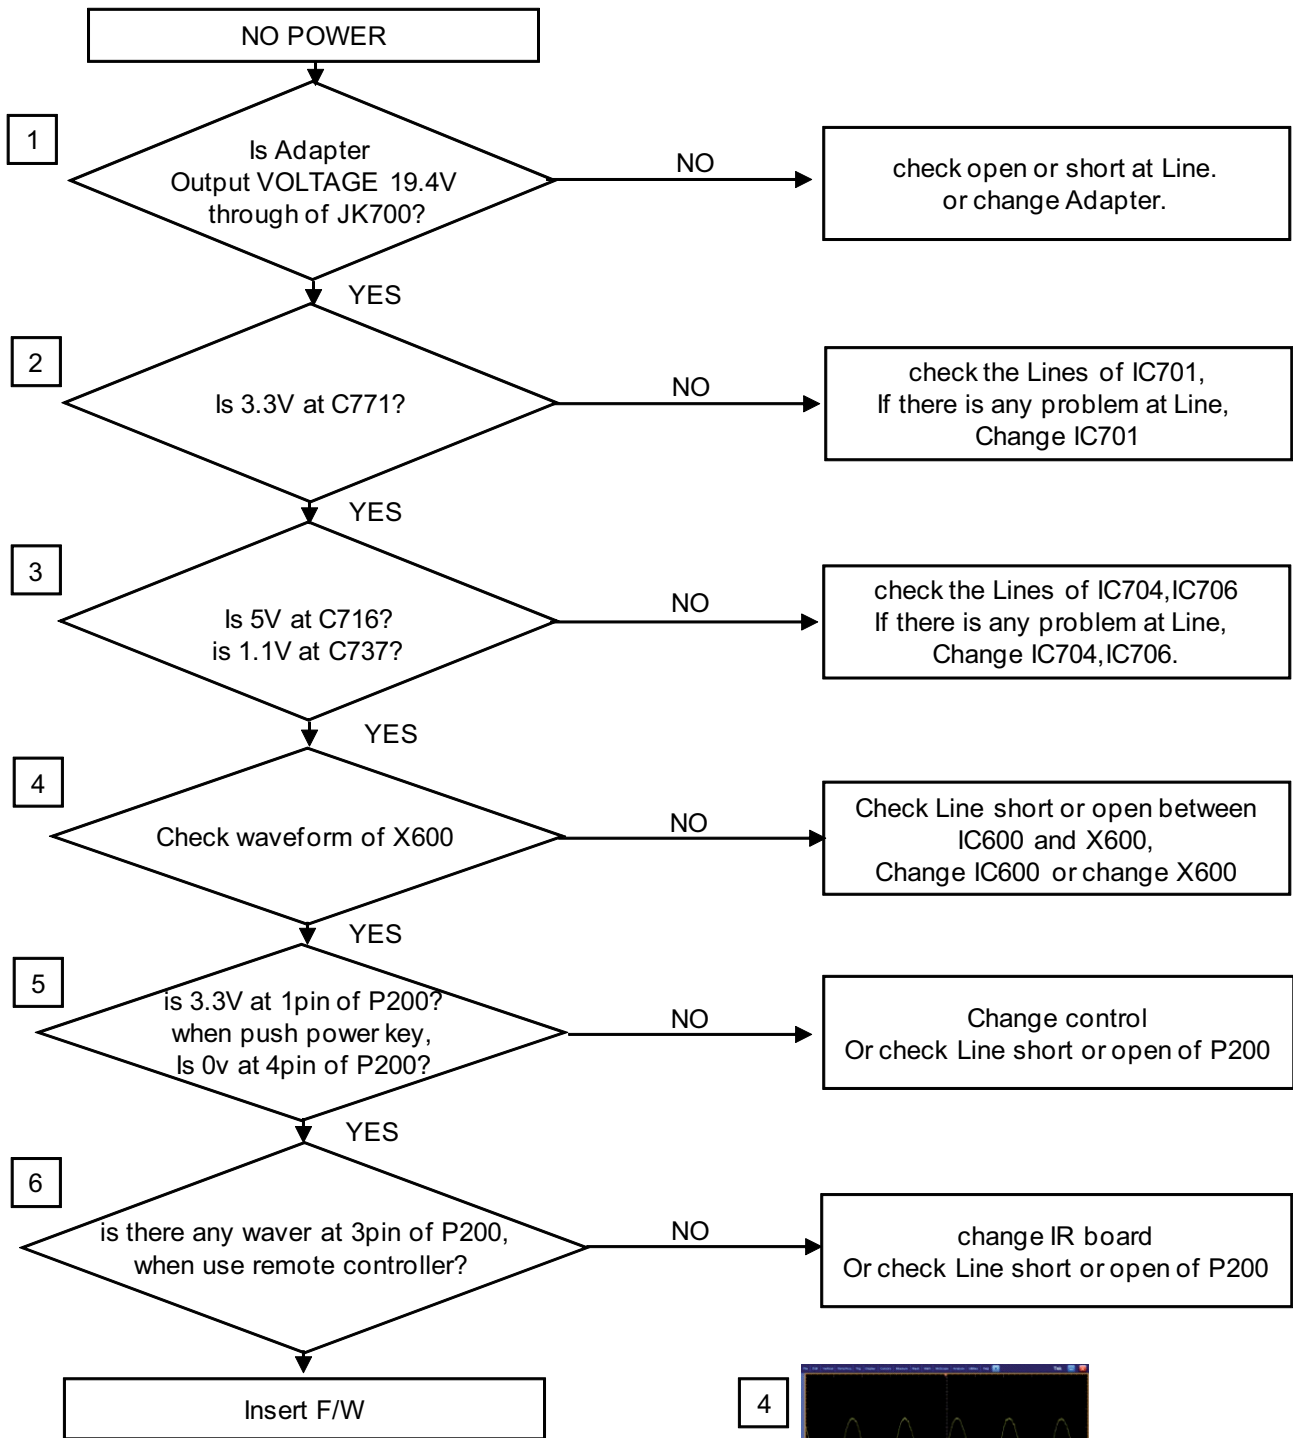 NO POWER
1
Is Adapter
Output VOLTAGE 19.4V
through of JK700?
NO
check open or short at Line.
or change Adapter.
YES
2
Is 3.3V at C771?
NO
check the Lines of IC701,
If there is any problem at Line,
Change IC701
YES
3
Is 5V at C716?
is 1.1V at C737?
NO
check the Lines of IC704,IC706
If there is any problem at Line,
Change IC704,IC706.
YES
4
Check waveform of X600
NO
Check Line short or open between
IC600 and X600,
Change IC600 or change X600
YES
5
is 3.3V at 1pin of P200?
when push power key,
Is 0v at 4pin of P200?
NO
Change control
Or check Line short or open of P200
YES
6
is there any waver at 3pin of P200,
when use remote controller?
NO
change IR board
Or check Line short or open of P200
Insert F/W
4